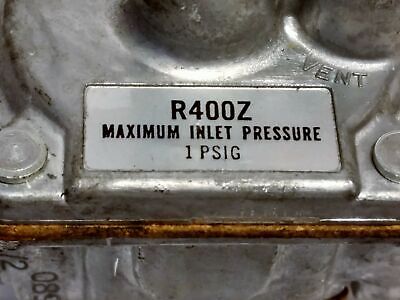 VENT
R400Z
MAXIMUM INLET PRESSURE
1 PSIG